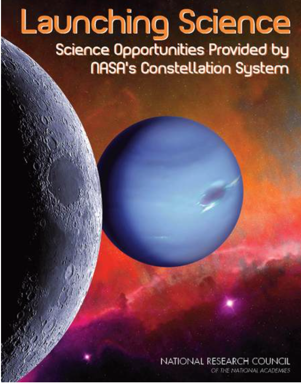 Launching Science
Science Opportunities Provided by
NASA's Constellation System
NATIONAL RESEARCH COUNCIL
OF THE NATIONAL ACADEMIES